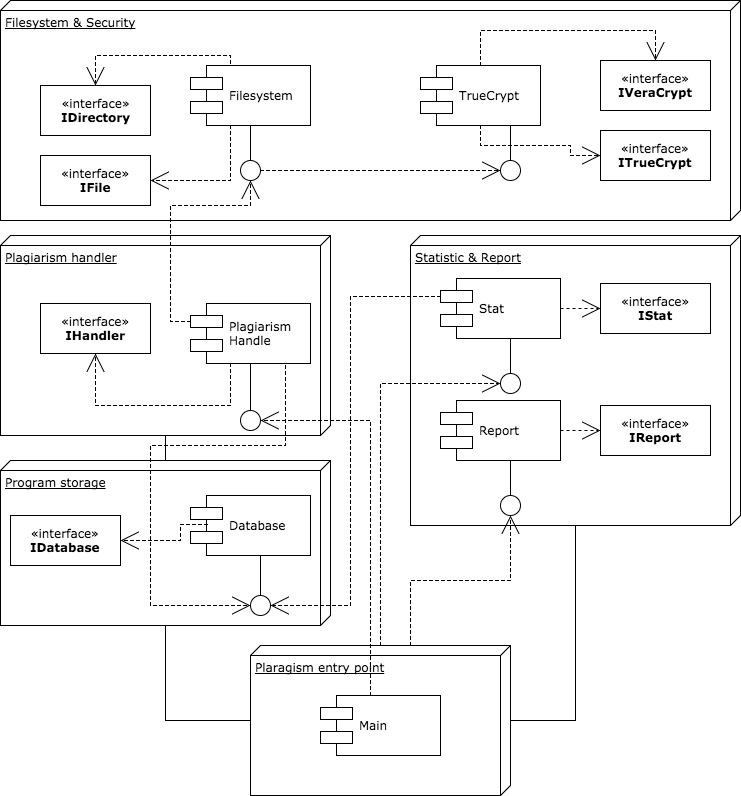 Filesystem & Security
«interface»
IDirectory
Filesystem
TrueCrypt
«interface»
IVeraCrypt
«interface»
IFile
«interface»
ITrueCrypt
Plagiarism handler
«interface»
IHandler
Plagiarism
Handle
Statistic & Report
Stat
«interface»
IStat
Report
«interface»
IReport
Program storage
«interface»
IDatabase
Database
Plaragism entry point
Main